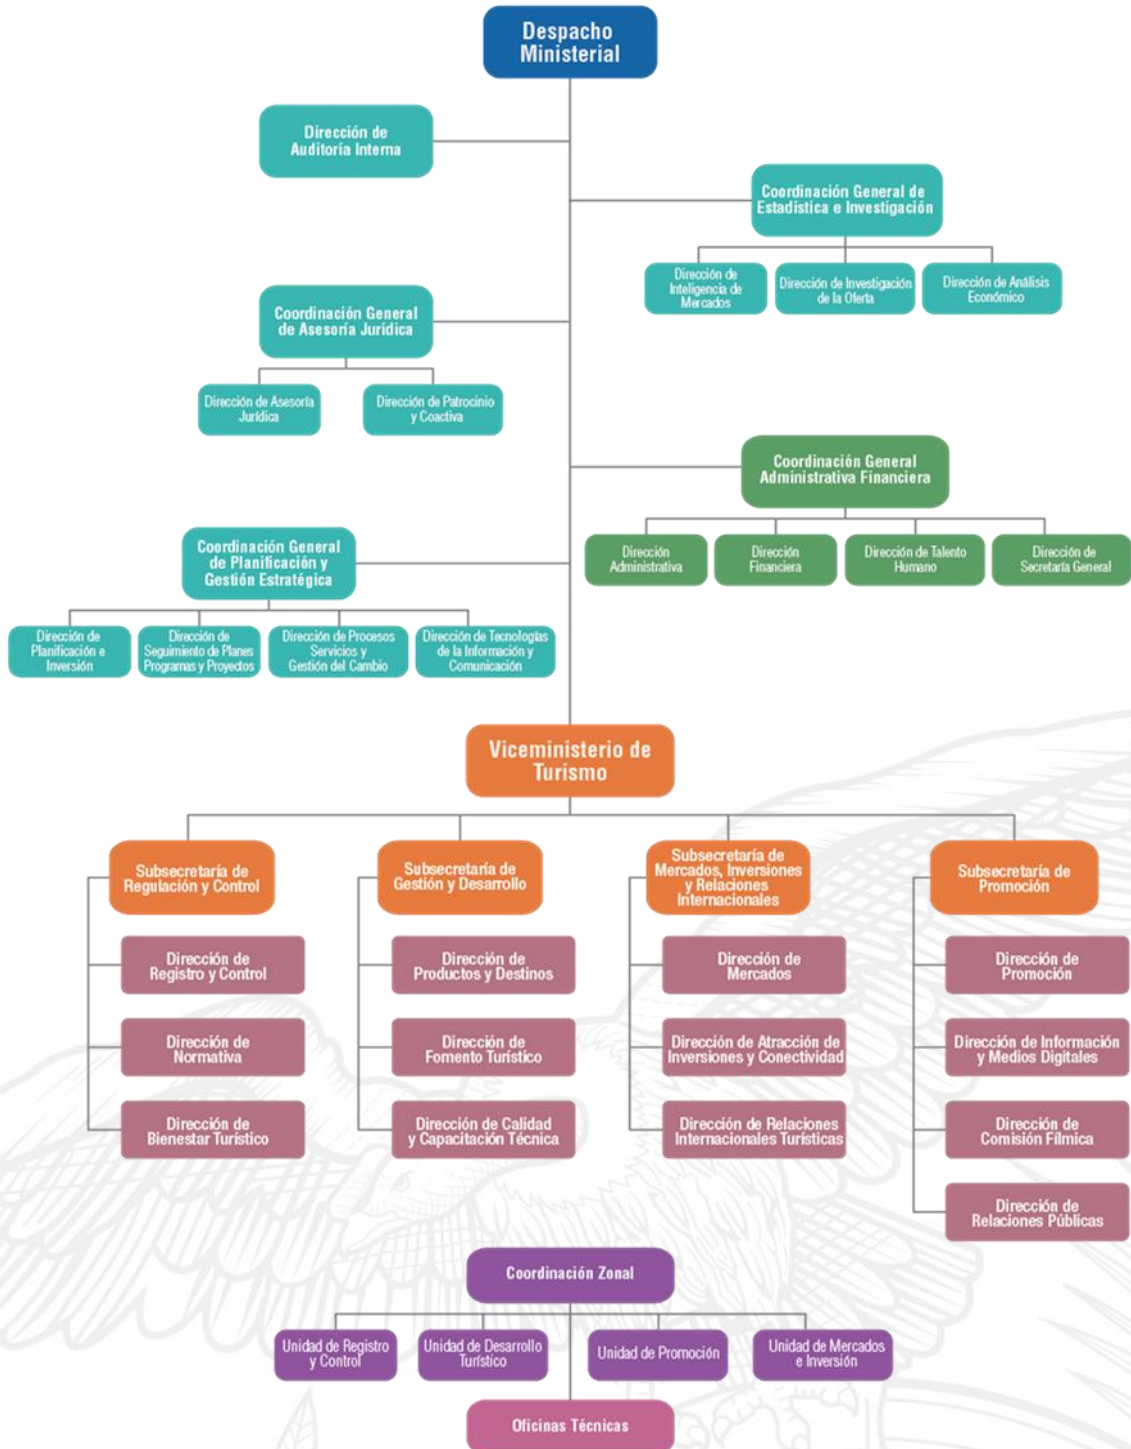 Despacho
Ministerial
Dirección de
Auditoría Interna
Coordinación General de
Estadística e Investigación
Dirección de
Inteligencia de
Mercados
Dirección de Investigación
de la Oferta
Dirección de Análisis
Económico
Coordinación General
de Asesoría Jurídica
Dirección de Asesoría
Jurídica
Dirección de Patrocinio
y Coactiva
Coordinación General
Administrativa Financiera
Dirección
Administrativa
Dirección
Financiera
Dirección de Talento
Humano
Dirección de
Secretaría General
Coordinación General
de Planificación y
Gestión Estratégica
Dirección de
Planificación e
Inversión
Dirección de
Seguimiento de Planes
Programas y Proyectos
Dirección de Procesos
Servicios y
Gestión del Cambio
Dirección de Tecnologías
de la Información y
Comunicación
Viceministerio de
Turismo
Subsecretaría de
Regulación y Control
Dirección de
Registro y Control
Dirección de
Normativa
Dirección de
Bienestar Turístico
Subsecretaría de
Gestión y Desarrollo
Dirección de
Productos y Destinos
Dirección de
Fomento Turístico
Dirección de Calidad
y Capacitación Técnica
Subsecretaría de
Mercados, Inversiones
y Relaciones
Internacionales
Dirección de
Mercados
Dirección de Atracción de
Inversiones y Conectividad
Dirección de Relaciones
Internacionales Turísticas
Subsecretaría de
Promoción
Dirección de
Promoción
Dirección de Información
y Medios Digitales
Dirección de
Comisión Fílmica
Dirección de
Relaciones Públicas
Coordinación Zonal
Unidad de Registro
y Control
Unidad de Desarrollo
Turístico
Unidad de Promoción
Unidad de Mercados
e Inversión
Oficinas Técnicas